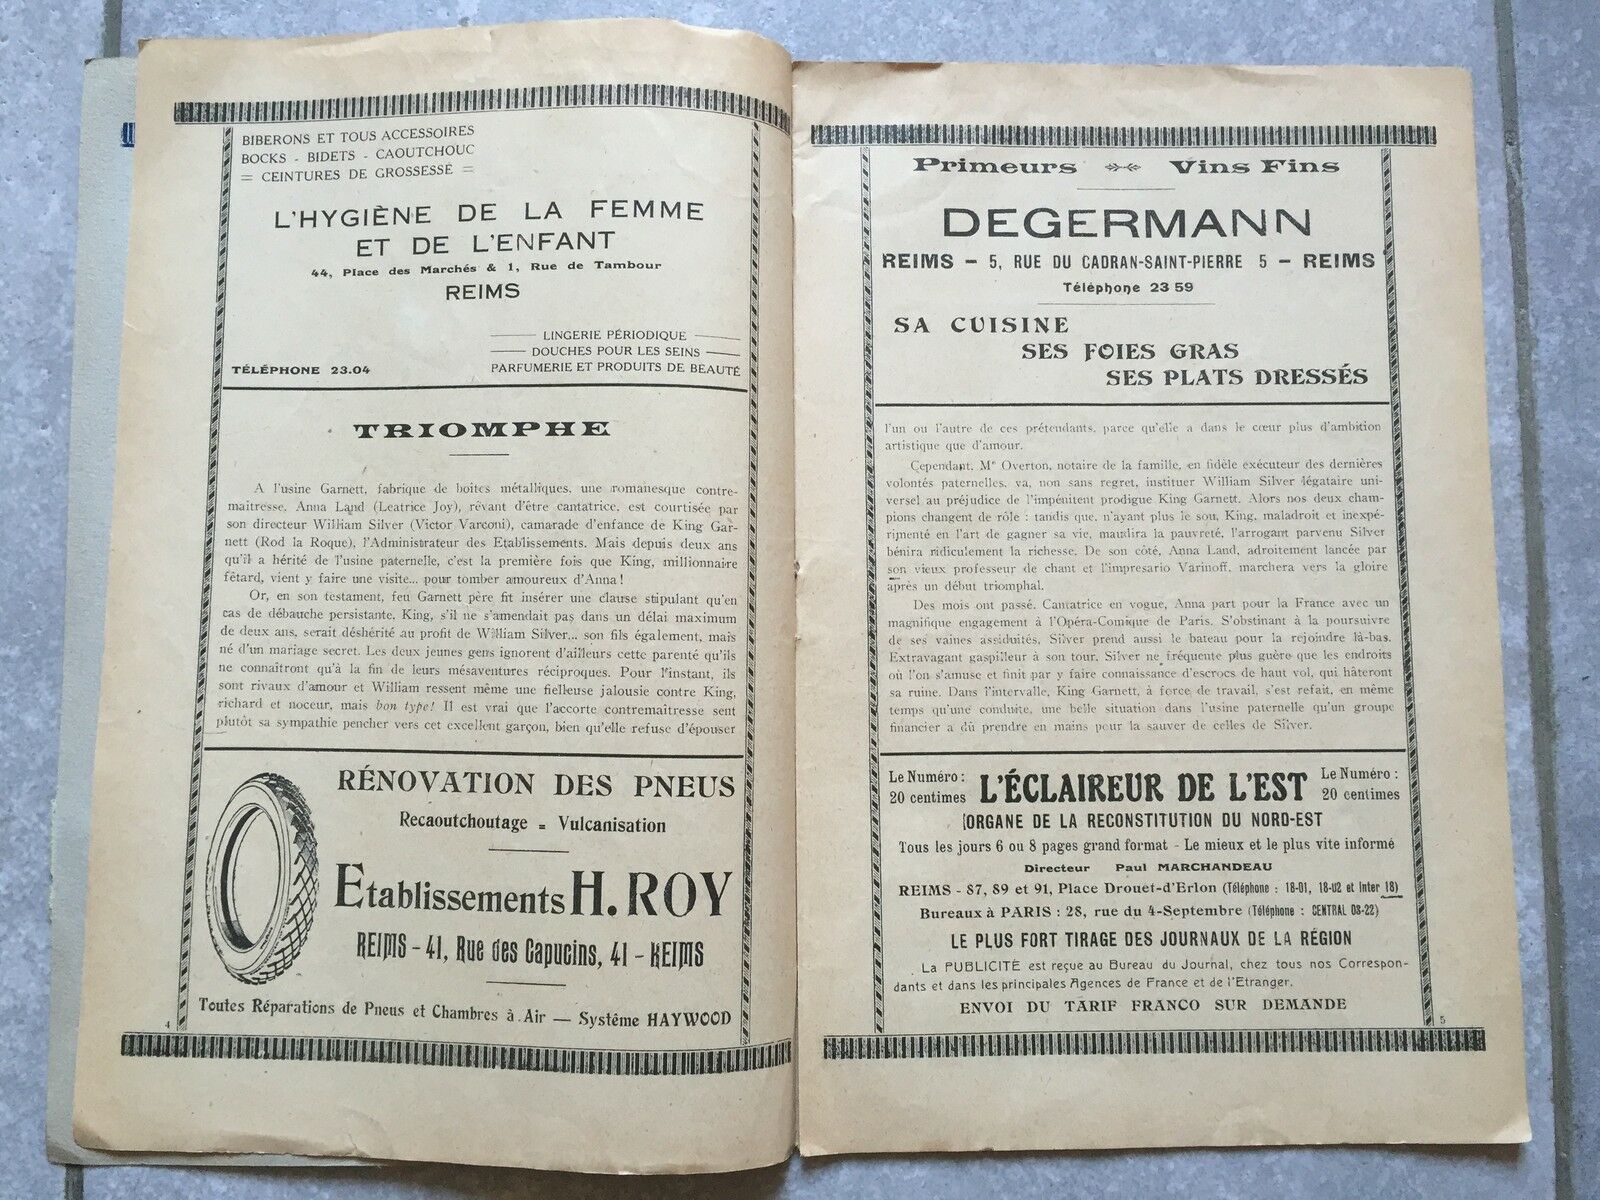 BIBERONS ET TOUS ACCESSOIRES
BOCKS - BIDETS - CAOUTCHOUC
= CEINTURES DE GROSSESSE =
L'HYGIÈNE DE LA FEMME
ET DE L'ENFANT
44, Place des Marchés & 1, Rue de Tambour
REIMS
LINGERIE PÉRIODIQUE
DOUCHES POUR LES SEINS
TÉLÉPHONE 23.04
PARFUMERIE ET PRODUITS DE BEAUTÉ
TRIOMPHE
A l'usine Garnett, fabrique de boîtes métalliques, une romanesque contre-
maîtresse, Anna Land (Leatrice Joy), rêvant d'être cantatrice, est courtisée par
son directeur William Silver (Victor Varconi), camarade d'enfance de King Gar-
nett (Rod la Roque), l'Administrateur des Etablissements. Mais depuis deux ans
qu'il a hérité de l'usine paternelle, c'est la première fois que King, millionnaire
fêtard, vient y faire une visite... pour tomber amoureux d'Anna !
Or, en son testament, feu Garnett père fit insérer une clause stipulant qu'en
cas de débauche persistante, King, s'il ne s'amendait pas dans un délai maximum
de deux ans, serait déshérité au profit de William Silver... son fils également, mais
né d'un mariage secret. Les deux jeunes gens ignorent d'ailleurs cette parenté qu'ils
ne connaîtront qu'à la fin de leurs mésaventures réciproques. Pour l'instant, ils
sont rivaux d'amour et William ressent même une fielleuse jalousie contre King,
richard et noceur, mais bon type! Il est vrai que l'accorte contremaîtresse sent
plutôt sa sympathie pencher vers cet excellent garçon, bien qu'elle refuse d'épouser
RÉNOVATION DES PNEUS
Recaoutchoutage = Vulcanisation
Etablissements H. ROY
REIMS - 41, Rue des Capucins, 41 - REIMS
Toutes Réparations de Pneus et Chambres à Air — Système HAYWOOD
4
Primeurs Vins Fins
DEGERMANN
REIMS - 5, RUE DU CADRAN-SAINT-PIERRE 5 - REIMS
Téléphone 23 59
SA CUISINE
SES FOIES GRAS
SES PLATS DRESSÉS
l'un ou l'autre de ces prétendants, parce qu'elle a dans le cœur plus d'ambition
artistique que d'amour.
Cependant, Me Overton, notaire de la famille, en fidèle exécuteur des dernières
volontés paternelles, va, non sans regret, instituer William Silver légataire uni-
versel au préjudice de l'impénitent prodigue King Garnett. Alors nos deux cham-
pions changent de rôle : tandis que, n'ayant plus le sou, King, maladroit et inexpé-
rimenté en l'art de gagner sa vie, maudira la pauvreté, l'arrogant parvenu Silver
bénira ridiculement la richesse. De son côté, Anna Land, adroitement lancée par
son vieux professeur de chant et l'impresario Varinoff, marchera vers la gloire
après un début triomphal.
Des mois ont passé. Cantatrice en vogue, Anna part pour la France avec un
magnifique engagement à l'Opéra-Comique de Paris. S'obstinant à la poursuivre
de ses vaines assiduités, Silver prend aussi le bateau pour la rejoindre là-bas.
Extravagant gaspilleur à son tour, Silver ne fréquente plus guère que les endroits
où l'on s'amuse et finit par y faire connaissance d'escrocs de haut vol, qui hâteront
sa ruine. Dans l'intervalle, King Garnett, à force de travail, s'est refait, en même
temps qu'une conduite, une belle situation dans l'usine paternelle qu'un groupe
financier a dû prendre en mains pour la sauver de celles de Silver.
Le Numéro : L'ÉCLAIREUR DE L'EST Le Numéro :
20 centimes 20 centimes
ORGANE DE LA RECONSTITUTION DU NORD-EST
Tous les jours 6 ou 8 pages grand format - Le mieux et le plus vite informé
Directeur Paul MARCHANDEAU
REIMS - 87, 89 et 91, Place Drouet-d'Erlon (Téléphone : 18-01, 18-02 et Inter 18)
Bureaux à PARIS : 28, rue du 4-Septembre (Téléphone : CENTRAL 08-22)
LE PLUS FORT TIRAGE DES JOURNAUX DE LA RÉGION
La PUBLICITÉ est reçue au Bureau du Journal, chez tous nos Correspon-
dants et dans les principales Agences de France et de l'Etranger.
ENVOI DU TARIF FRANCO SUR DEMANDE
5